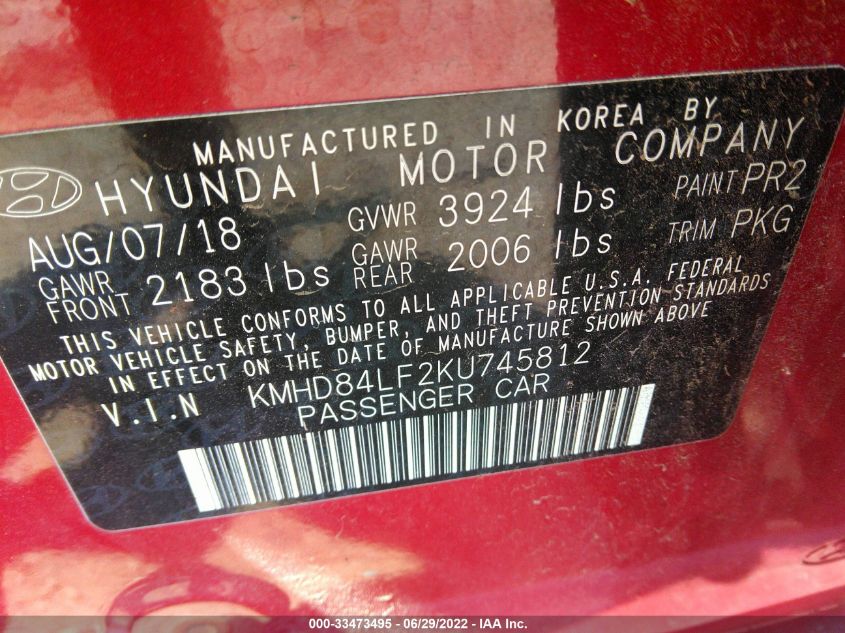 MANUFACTURED IN KOREA BY
HYUNDAI MOTOR COMPANY
AUG/07/18 GVWR 3924 lbs PAINT PR2
GAWR FRONT 2183 lbs GAWR REAR 2006 lbs TRIM PKG
THIS VEHICLE CONFORMS TO ALL APPLICABLE U.S.A. FEDERAL
MOTOR VEHICLE SAFETY, BUMPER, AND THEFT PREVENTION STANDARDS
IN EFFECT ON THE DATE OF MANUFACTURE SHOWN ABOVE
V.I.N KMHD84LF2KU745812
PASSENGER CAR
000-33473495 - 06/29/2022 - IAA Inc.